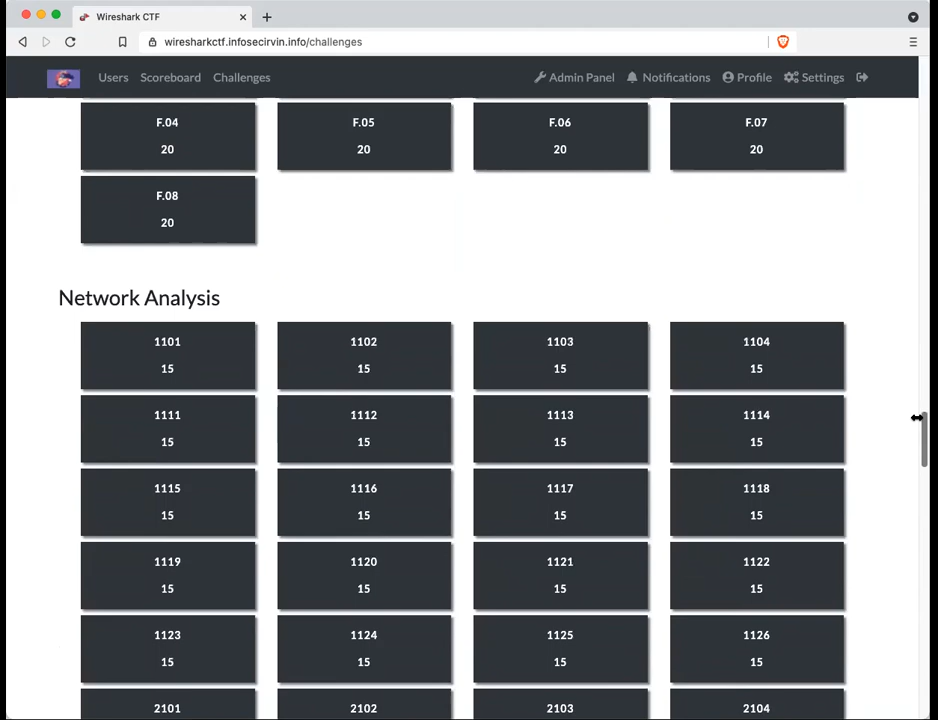 Wireshark CTF
wiresharkctf.infosecirvin.info/challenges
Users Scoreboard Challenges Admin Panel Notifications Profile Settings
F.04 F.05 F.06 F.07
20 20 20 20
F.08
20
Network Analysis
1101 1102 1103 1104
15 15 15 15
1111 1112 1113 1114
15 15 15 15
1115 1116 1117 1118
15 15 15 15
1119 1120 1121 1122
15 15 15 15
1123 1124 1125 1126
15 15 15 15
2101 2102 2103 2104